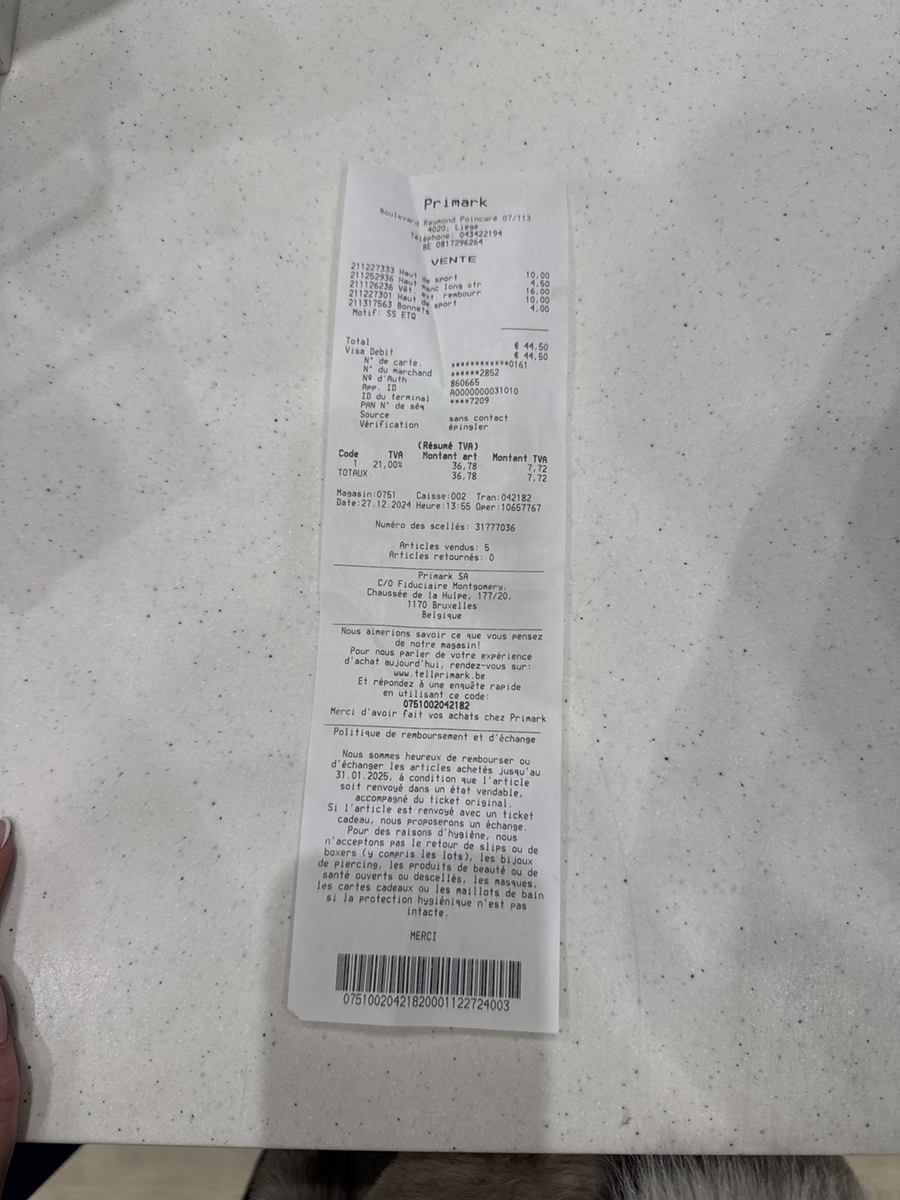 Primark
Boulevard Raymond Poincaré 07/113
4020, Liege
Téléphone: 043422194
BE 0817296264
VENTE
211227333 Haut de sport 10,00
211252936 Haut manc long str 4,50
211126236 Vêt. ext. rembourr 16,00
211227301 Haut de sport 10,00
211317563 Bonnets 4,00
Motif: SS ETQ
Total € 44,50
Visa Debit € 44,50
N° de carte. ************0161
N° du marchand ******2852
Nº d'Auth 860665
App. ID A0000000031010
ID du terminal ****7209
PAN N° de séq
Source sans contact
Vérification épingler
(Résumé TVA)
Code TVA Montant art Montant TVA
1 21,00% 36,78 7,72
TOTAUX 36,78 7,72
Magasin:0751 Caisse:002 Tran:042182
Date:27.12.2024 Heure:13:55 Oper:10657767
Numéro des scellés: 31777036
Articles vendus: 5
Articles retournés: 0
Primark SA
C/O Fiduciaire Montgomery,
Chaussée de la Hulpe, 177/20,
1170 Bruxelles
Belgique
Nous aimerions savoir ce que vous pensez
de notre magasin!
Pour nous parler de votre expérience
d'achat aujourd'hui, rendez-vous sur:
www.tellprimark.be
Et répondez à une enquête rapide
en utilisant ce code:
0751002042182
Merci d'avoir fait vos achats chez Primark
Politique de remboursement et d'échange
Nous sommes heureux de rembourser ou
d'échanger les articles achetés jusqu'au
31.01.2025, à condition que l'article
soit renvoyé dans un état vendable,
accompagné du ticket original.
Si l'article est renvoyé avec un ticket
cadeau, nous proposerons un échange.
Pour des raisons d'hygiène, nous
n'acceptons pas le retour de slips ou de
boxers (y compris les lots), les bijoux
de piercing, les produits de beauté ou de
santé ouverts ou descellés, les masques,
les cartes cadeaux ou les maillots de bain
si la protection hygiénique n'est pas
intacte.
MERCI
07510020421820001122724003